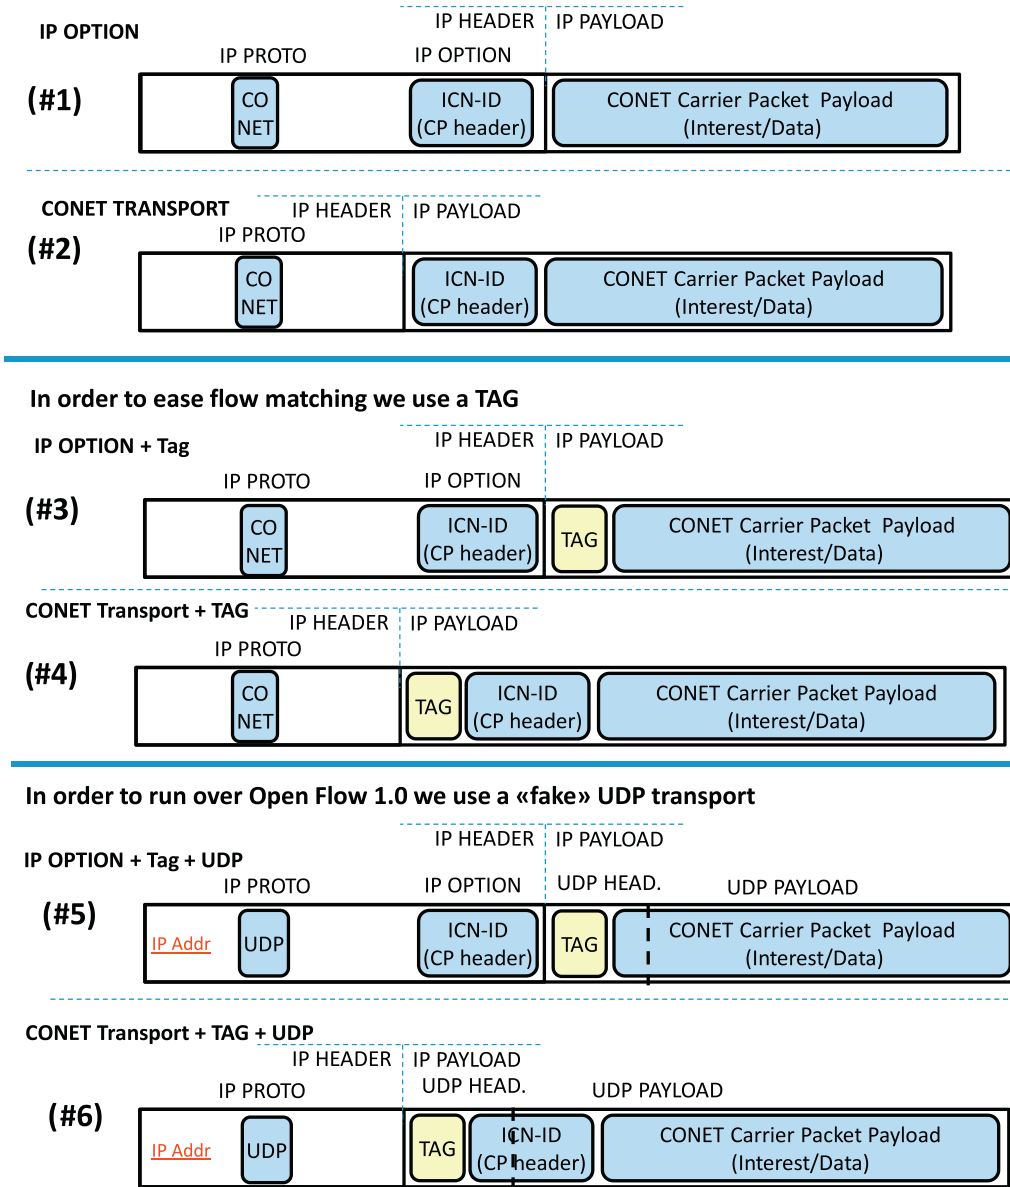 IP HEADER IP PAYLOAD
IP OPTION
IP PROTO IP OPTION
(#1)
CO
NET
ICN-ID
(CP header)
CONET Carrier Packet Payload
(Interest/Data)
CONET TRANSPORT
IP HEADER IP PAYLOAD
IP PROTO
(#2)
CO
NET
ICN-ID
(CP header)
CONET Carrier Packet Payload
(Interest/Data)
In order to ease flow matching we use a TAG
IP HEADER IP PAYLOAD
IP OPTION + Tag
IP PROTO IP OPTION
(#3)
CO
NET
ICN-ID
(CP header)
TAG
CONET Carrier Packet Payload
(Interest/Data)
CONET Transport + TAG
IP HEADER IP PAYLOAD
IP PROTO
(#4)
CO
NET
TAG
ICN-ID
(CP header)
CONET Carrier Packet Payload
(Interest/Data)
In order to run over Open Flow 1.0 we use a «fake» UDP transport
IP HEADER IP PAYLOAD
IP OPTION + Tag + UDP
IP PROTO IP OPTION UDP HEAD. UDP PAYLOAD
(#5)
IP Addr
UDP
ICN-ID
(CP header)
TAG
CONET Carrier Packet Payload
(Interest/Data)
CONET Transport + TAG + UDP
IP HEADER IP PAYLOAD
IP PROTO UDP HEAD. UDP PAYLOAD
(#6)
IP Addr
UDP
TAG
ICN-ID
(CP header)
CONET Carrier Packet Payload
(Interest/Data)